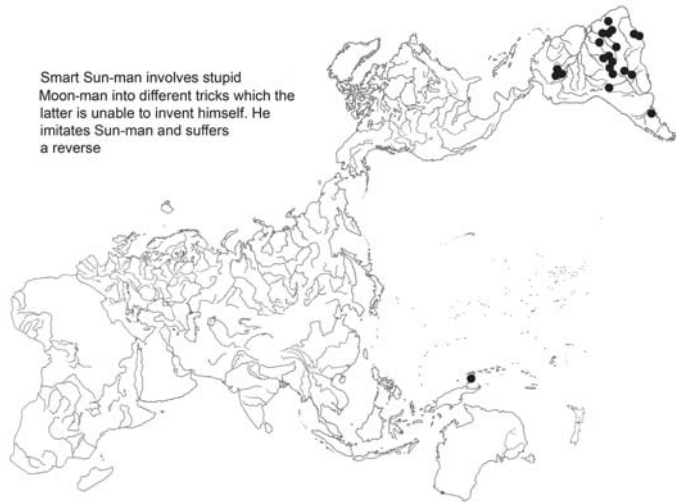 Smart Sun-man involves stupid
Moon-man into different tricks which the
latter is unable to invent himself. He
imitates Sun-man and suffers
a reverse